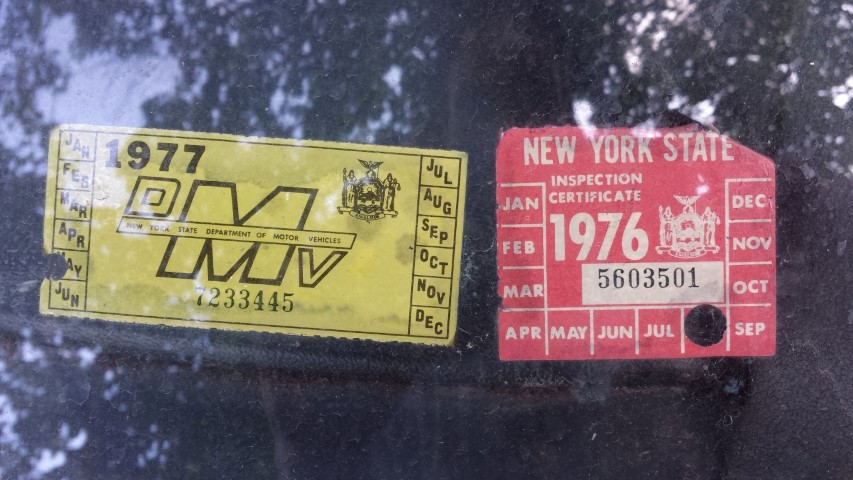 1977
DMV
NEW YORK STATE DEPARTMENT OF MOTOR VEHICLES
7233445
JAN
FEB
MAR
APR
MAY
JUN
JUL
AUG
SEP
OCT
NOV
DEC
NEW YORK STATE
INSPECTION
CERTIFICATE
1976
5603501
JAN
FEB
MAR
APR MAY JUN JUL SEP
OCT
NOV
DEC